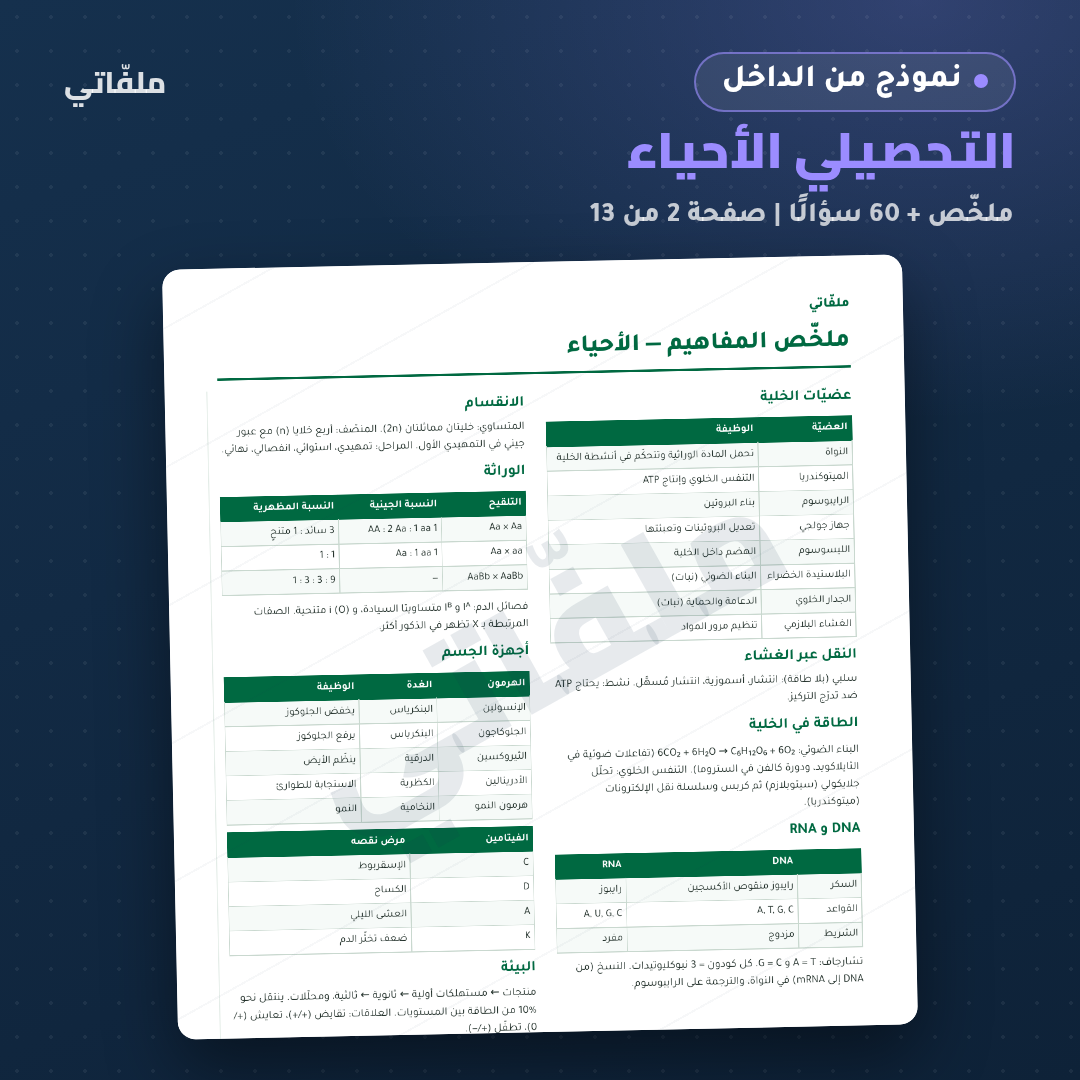 ملفّاتي
نموذج من الداخل
التحصيلي الأحياء
ملخّص + 60 سؤالًا | صفحة 2 من 13
ملفّاتي
ملخّص المفاهيم — الأحياء
عضيّات الخلية
العضيّة الوظيفة
النواة تحمل المادة الوراثية وتتحكّم في أنشطة الخلية
الميتوكندريا التنفس الخلوي وإنتاج ATP
الرايبوسوم بناء البروتين
جهاز جولجي تعديل البروتينات وتعبئتها
الليسوسوم الهضم داخل الخلية
البلاستيدة الخضراء البناء الضوئي (نبات)
الجدار الخلوي الدعامة والحماية (نبات)
الغشاء البلازمي تنظيم مرور المواد
النقل عبر الغشاء
سلبي (بلا طاقة): انتشار، أسموزية، انتشار مُسهَّل. نشط: يحتاج ATP
ضد تدرّج التركيز.
الطاقة في الخلية
البناء الضوئي: 6CO₂ + 6H₂O → C₆H₁₂O₆ + 6O₂ (تفاعلات ضوئية في
الثايلاكويد، ودورة كالفن في الستروما). التنفس الخلوي: تحلّل
جلايكولي (سيتوبلازم) ثم كربس وسلسلة نقل الإلكترونات
(ميتوكندريا).
DNA و RNA
DNA RNA
السكر رايبوز منقوص الأكسجين رايبوز
القواعد A, T, G, C A, U, G, C
الشريط مزدوج مفرد
تشارجاف: A = T و G = C. كل كودون = 3 نيوكليوتيدات. النسخ (من
DNA إلى mRNA) في النواة، والترجمة على الرايبوسوم.
الانقسام
المتساوي: خليتان مماثلتان (2n). المنصّف: أربع خلايا (n) مع عبور
جيني في التمهيدي الأول. المراحل: تمهيدي، استوائي، انفصالي، نهائي.
الوراثة
التلقيح النسبة الجينية النسبة المظهرية
Aa × Aa 1 AA : 2 Aa : 1 aa 3 سائد : 1 متنحٍّ
Aa × aa 1 Aa : 1 aa 1 : 1
AaBb × AaBb — 9 : 3 : 3 : 1
فصائل الدم: Iᴬ و Iᴮ متساويتا السيادة، و i (O) متنحية. الصفات
المرتبطة بـ X تظهر في الذكور أكثر.
أجهزة الجسم
الهرمون الغدة الوظيفة
الإنسولين البنكرياس يخفض الجلوكوز
الجلوكاجون البنكرياس يرفع الجلوكوز
الثيروكسين الدرقية ينظّم الأيض
الأدرينالين الكظرية الاستجابة للطوارئ
هرمون النمو النخامية النمو
الفيتامين مرض نقصه
C الإسقربوط
D الكساح
A العشى الليلي
K ضعف تخثّر الدم
البيئة
منتجات ← مستهلكات أولية ← ثانوية ← ثالثية، ومحلّلات. ينتقل نحو
10% من الطاقة بين المستويات. العلاقات: تقايض (+/+)، تعايش (+/
0)، تطفّل (+/−).
ملفّاتي